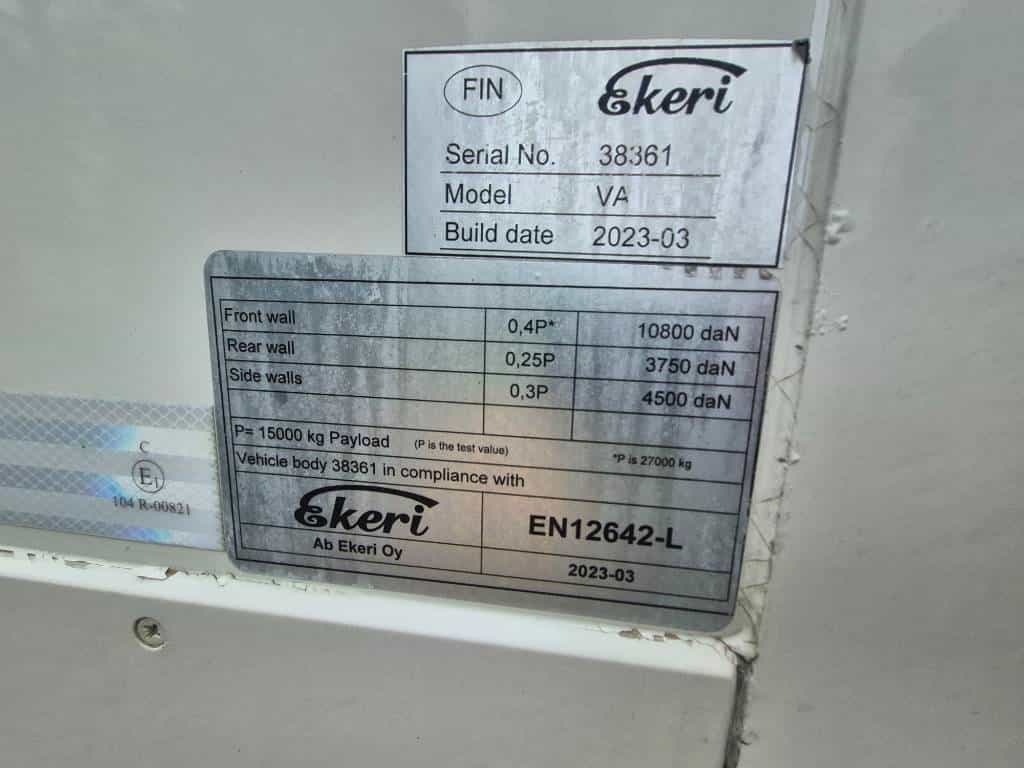 FIN Ekeri
Serial No. 38361
Model VA
Build date 2023-03
Front wall 0,4P* 10800 daN
Rear wall 0,25P 3750 daN
Side walls 0,3P 4500 daN
P= 15000 kg Payload (P is the test value) *P is 27000 kg
Vehicle body 38361 in compliance with
Ekeri EN12642-L
Ab Ekeri Oy 2023-03
C
E1
104 R-00821